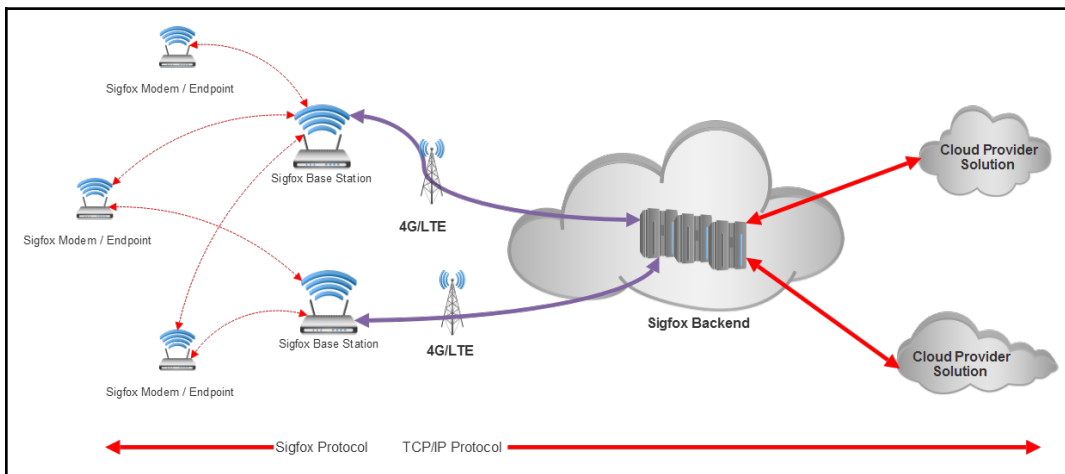 Sigfox Modem / Endpoint
Sigfox Base Station
4G/LTE
Cloud Provider
Solution
Sigfox Modem / Endpoint
Sigfox Backend
Sigfox Base Station
4G/LTE
Cloud Provider
Solution
Sigfox Modem / Endpoint
Sigfox Protocol
TCP/IP Protocol